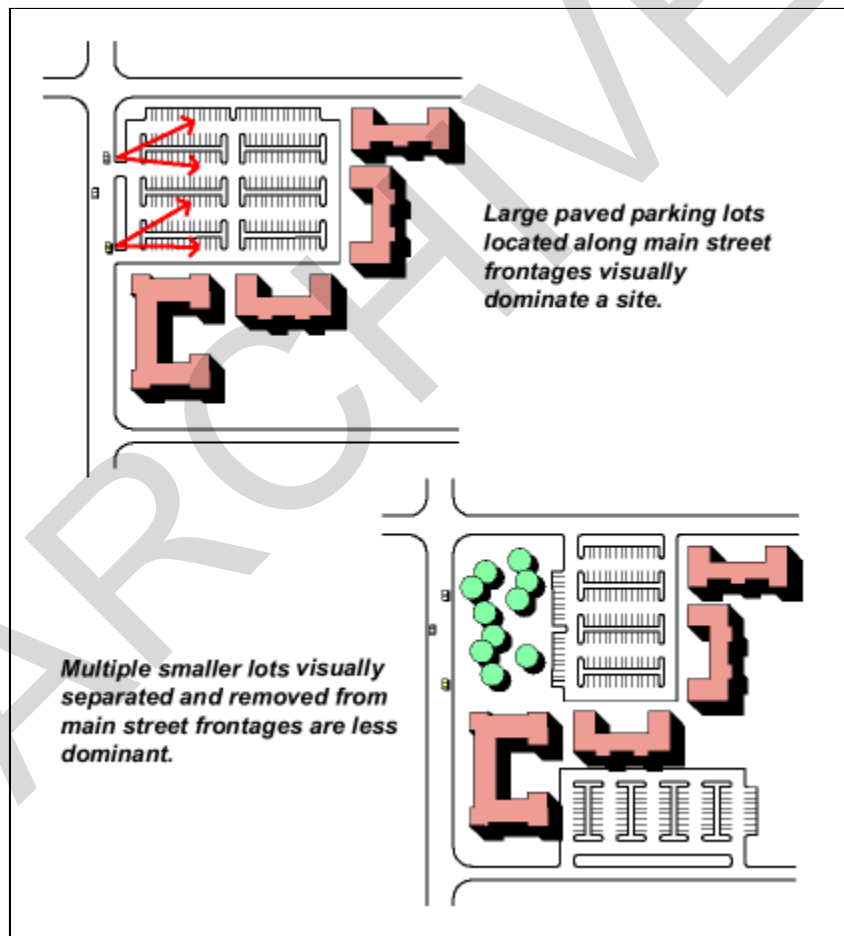 Large paved parking lots
located along main street
frontages visually
dominate a site.
Multiple smaller lots visually
separated and removed from
main street frontages are less
dominant.
ARCHIVE